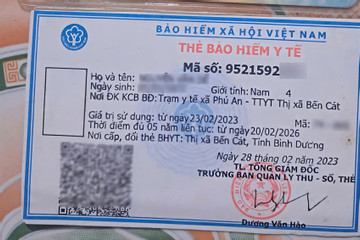 BẢO HIỂM XÃ HỘI VIỆT NAM
THẺ BẢO HIỂM Y TẾ
Mã số: 9521592
Họ và tên:
Ngày sinh: Giới tính: Nam 4
Nơi ĐK KCB BĐ: Trạm y tế xã Phú An - TTYT Thị xã Bến Cát
Giá trị sử dụng: từ ngày 23/02/2023
Thời điểm đủ 05 năm liên tục: từ ngày 20/02/2026
Nơi cấp, đổi thẻ BHYT: Thị xã Bến Cát, Tỉnh Bình Dương
Ngày 28 tháng 02 năm 2023
TL. TỔNG GIÁM ĐỐC
TRƯỞNG BAN QUẢN LÝ THU - SỔ, THẺ
Dương Văn Hào